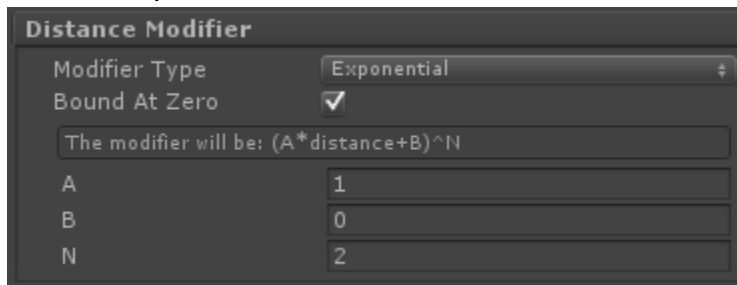 Distance Modifier
Modifier Type Exponential
Bound At Zero
The modifier will be: (A*distance+B)^N
A 1
B 0
N 2